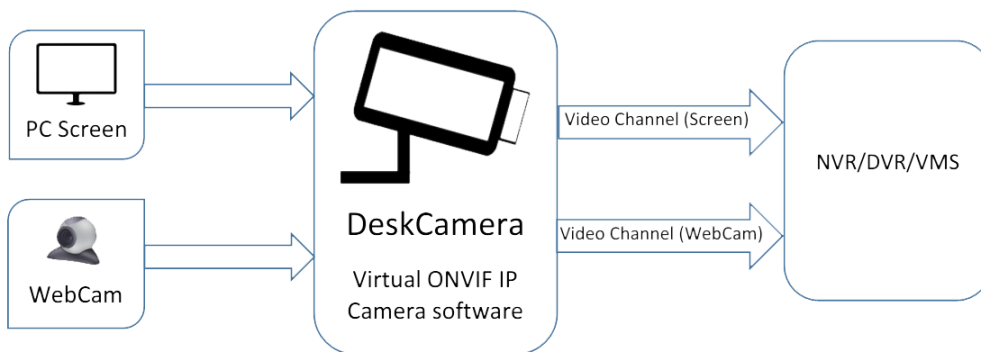 PC Screen
WebCam
DeskCamera
Virtual ONVIF IP
Camera software
Video Channel (Screen)
Video Channel (WebCam)
NVR/DVR/VMS